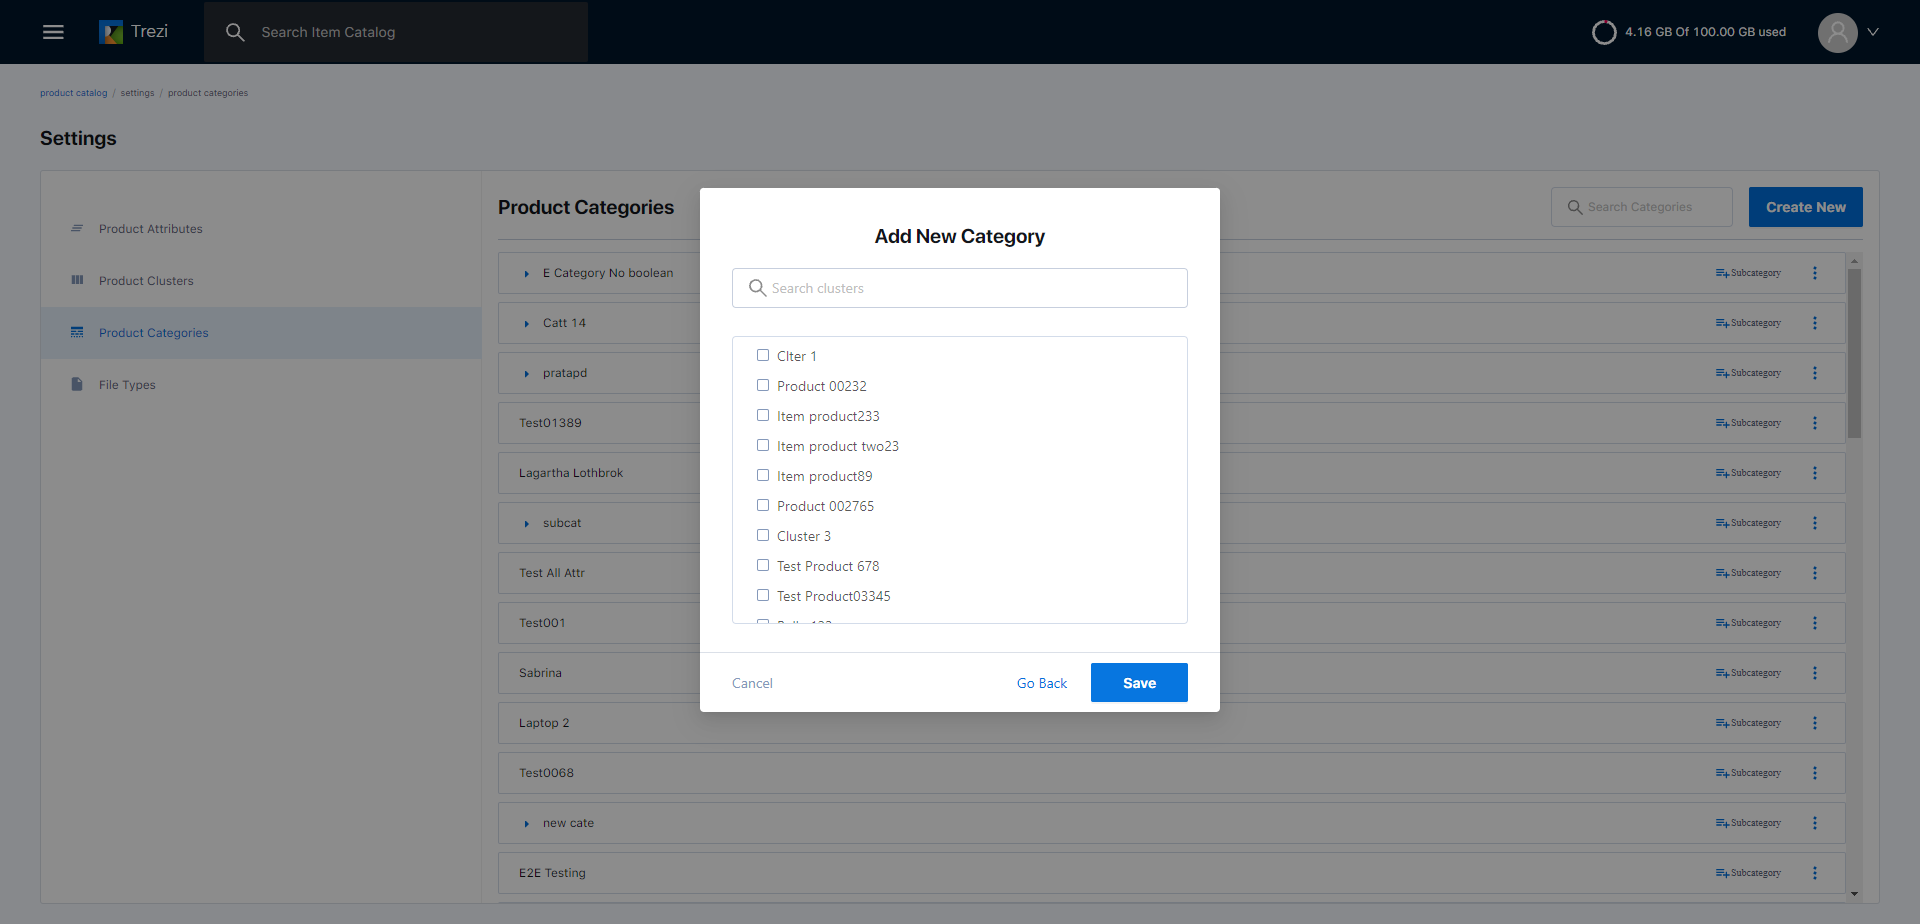 Trezi
Search Item Catalog
4.16 GB Of 100.00 GB used
product catalog / settings / product categories
Settings
Product Attributes
Product Clusters
Product Categories
File Types
Product Categories
Search Categories
Create New
E Category No boolean
Subcategory
Catt 14
Subcategory
pratapd
Subcategory
Test01389
Subcategory
Lagartha Lothbrok
Subcategory
subcat
Subcategory
Test All Attr
Subcategory
Test001
Subcategory
Sabrina
Subcategory
Laptop 2
Subcategory
Test0068
Subcategory
new cate
Subcategory
E2E Testing
Subcategory
Add New Category
Search clusters
Clter 1
Product 00232
Item product233
Item product two23
Item product89
Product 002765
Cluster 3
Test Product 678
Test Product03345
Cancel
Go Back
Save